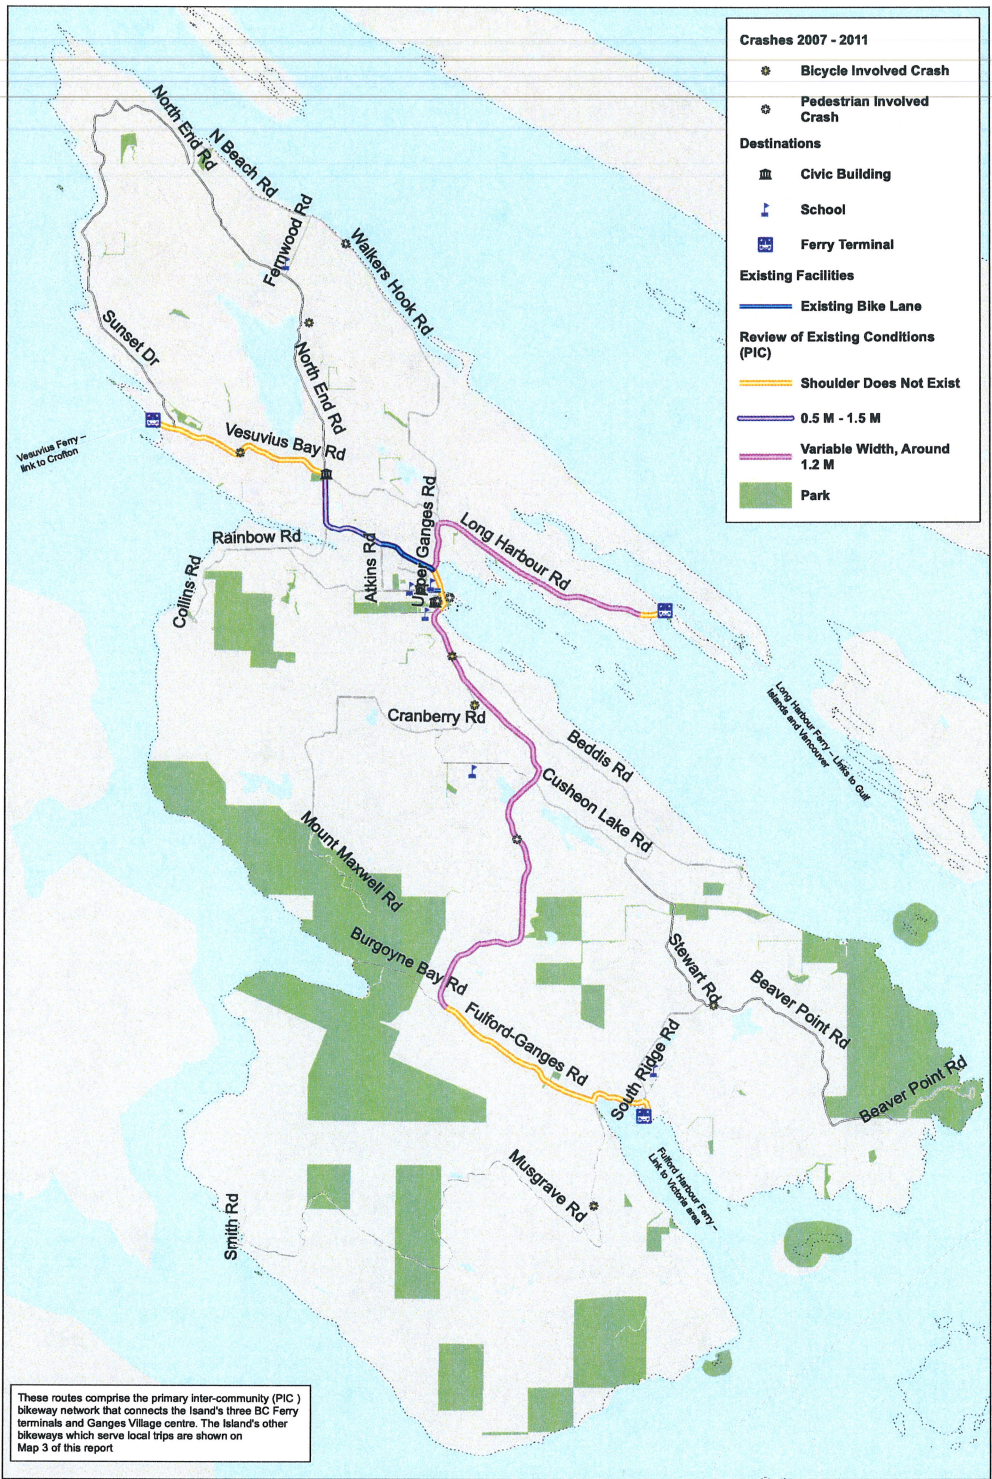 Crashes 2007 - 2011
Bicycle Involved Crash
Pedestrian Involved
Crash
Destinations
Civic Building
School
Ferry Terminal
Existing Facilities
Existing Bike Lane
Review of Existing Conditions
(PIC)
Shoulder Does Not Exist
0.5 M - 1.5 M
Variable Width, Around
1.2 M
Park
North End Rd
N Beach Rd
Fernwood Rd
Walkers Hook Rd
Sunset Dr
North End Rd
Vesuvius Bay Rd
Vesuvius Ferry –
link to Crofton
Upper Ganges Rd
Long Harbour Rd
Rainbow Rd
Atkins Rd
Collins Rd
Long Harbour Ferry – Links to Gulf
Islands and Vancouver
Cranberry Rd
Beddis Rd
Cusheon Lake Rd
Mount Maxwell Rd
Burgoyne Bay Rd
Stewart Rd
Beaver Point Rd
Fulford-Ganges Rd
South Ridge Rd
Beaver Point Rd
Fulford Harbour Ferry –
Link to Victoria area
Musgrave Rd
Smith Rd
These routes comprise the primary inter-community (PIC )
bikeway network that connects the Isand's three BC Ferry
terminals and Ganges Village centre. The Island's other
bikeways which serve local trips are shown on
Map 3 of this report